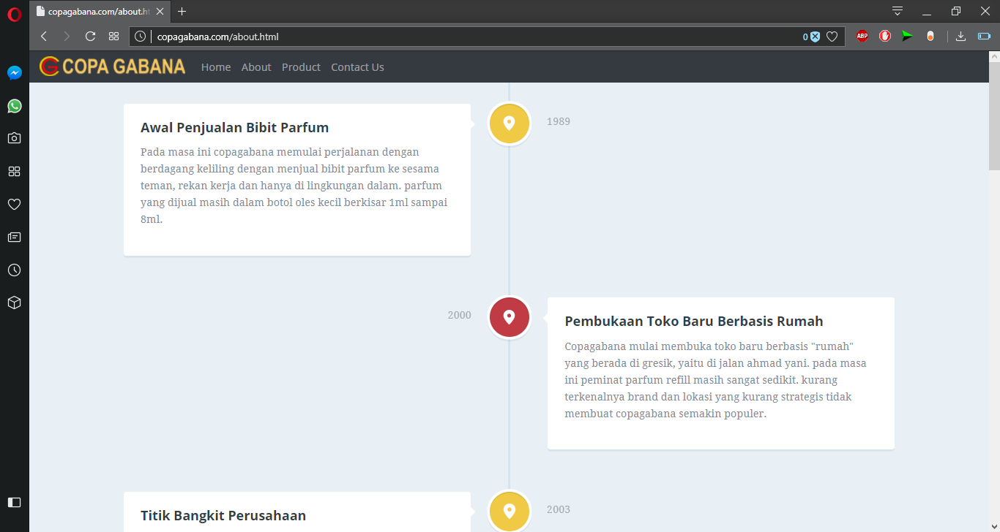 copagabana.com/about.ht
copagabana.com/about.html
0
ABP
COPA GABANA
Home About Product Contact Us
Awal Penjualan Bibit Parfum
1989
Pada masa ini copagabana memulai perjalanan dengan
berdagang keliling dengan menjual bibit parfum ke sesama
teman, rekan kerja dan hanya di lingkungan dalam. parfum
yang dijual masih dalam botol oles kecil berkisar 1ml sampai
8ml.
2000
Pembukaan Toko Baru Berbasis Rumah
Copagabana mulai membuka toko baru berbasis "rumah"
yang berada di gresik, yaitu di jalan ahmad yani. pada masa
ini peminat parfum refill masih sangat sedikit. kurang
terkenalnya brand dan lokasi yang kurang strategis tidak
membuat copagabana semakin populer.
Titik Bangkit Perusahaan
2003